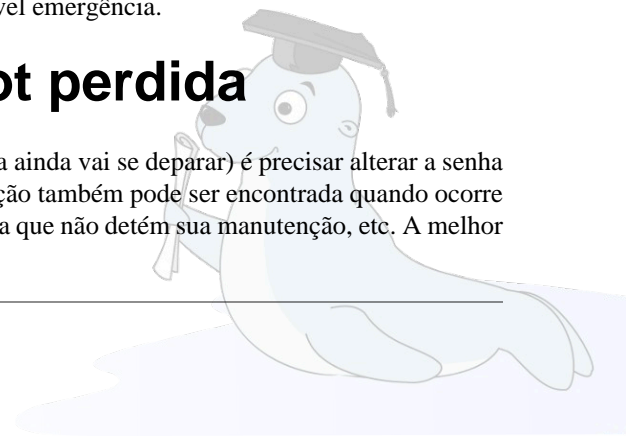 vel emergência.
ot perdida
a ainda vai se deparar) é precisar alterar a senha
ção também pode ser encontrada quando ocorre
a que não detém sua manutenção, etc. A melhor